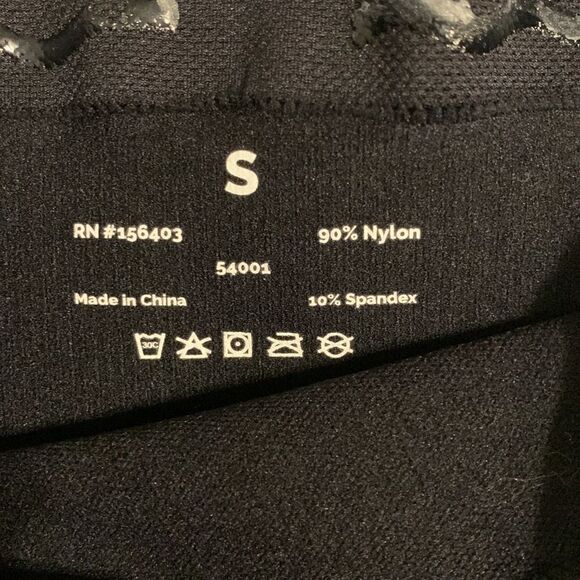 S
RN #156403 90% Nylon
54001
Made in China 10% Spandex
30C